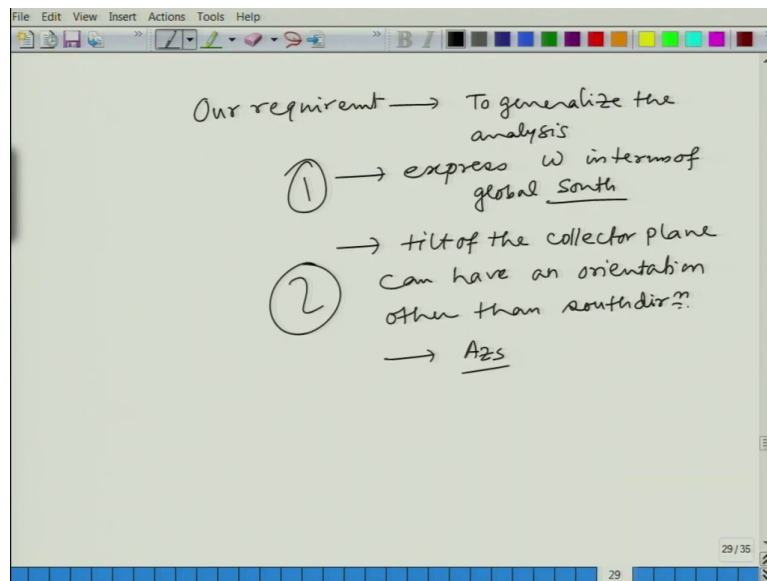 File Edit View Insert Actions Tools Help
B I
Our requiremt → To generalize the
analysis
① → express ω interms of
global South
② → tilt of the collector plane
can have an orientation
other than south dirⁿ.
→ Azs
29/35
29